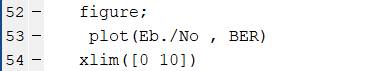 52 – figure;
53 – plot(Eb./No , BER)
54 – xlim([0 10])